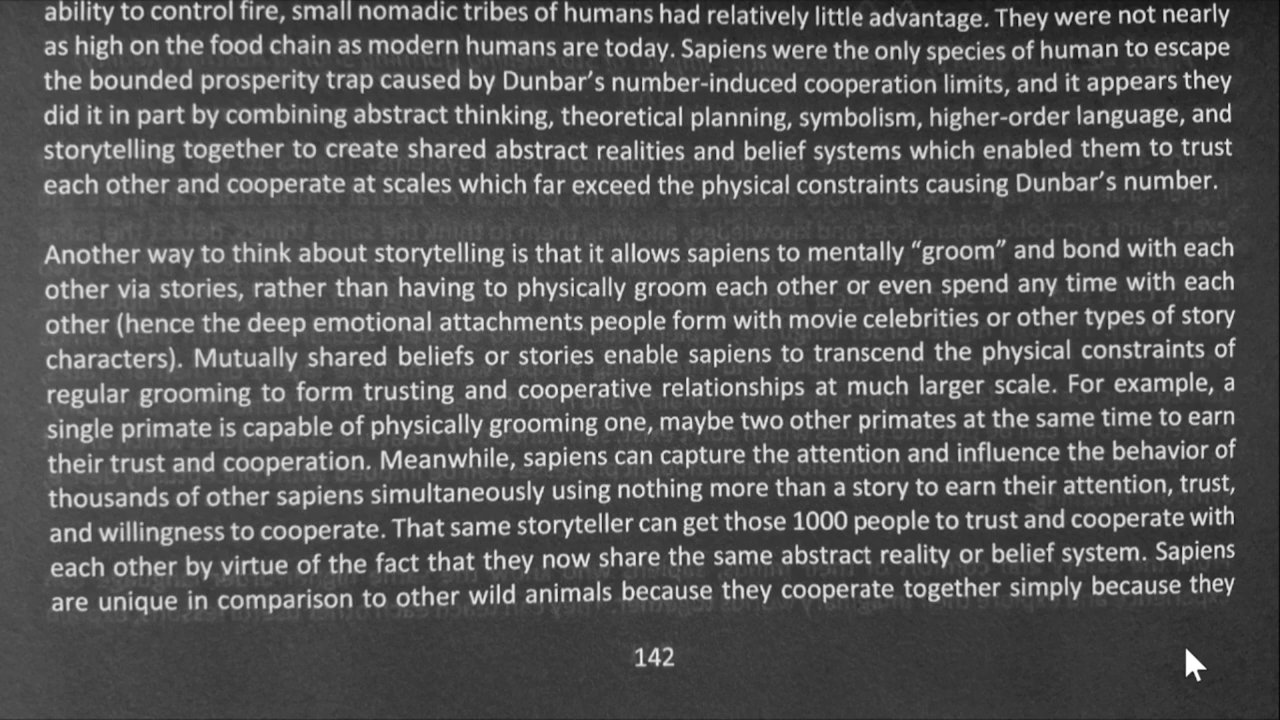 ability to control fire, small nomadic tribes of humans had relatively little advantage. They were not nearly
as high on the food chain as modern humans are today. Sapiens were the only species of human to escape
the bounded prosperity trap caused by Dunbar’s number-induced cooperation limits, and it appears they
did it in part by combining abstract thinking, theoretical planning, symbolism, higher-order language, and
storytelling together to create shared abstract realities and belief systems which enabled them to trust
each other and cooperate at scales which far exceed the physical constraints causing Dunbar’s number.
Another way to think about storytelling is that it allows sapiens to mentally “groom” and bond with each
other via stories, rather than having to physically groom each other or even spend any time with each
other (hence the deep emotional attachments people form with movie celebrities or other types of story
characters). Mutually shared beliefs or stories enable sapiens to transcend the physical constraints of
regular grooming to form trusting and cooperative relationships at much larger scale. For example, a
single primate is capable of physically grooming one, maybe two other primates at the same time to earn
their trust and cooperation. Meanwhile, sapiens can capture the attention and influence the behavior of
thousands of other sapiens simultaneously using nothing more than a story to earn their attention, trust,
and willingness to cooperate. That same storyteller can get those 1000 people to trust and cooperate with
each other by virtue of the fact that they now share the same abstract reality or belief system. Sapiens
are unique in comparison to other wild animals because they cooperate together simply because they
142